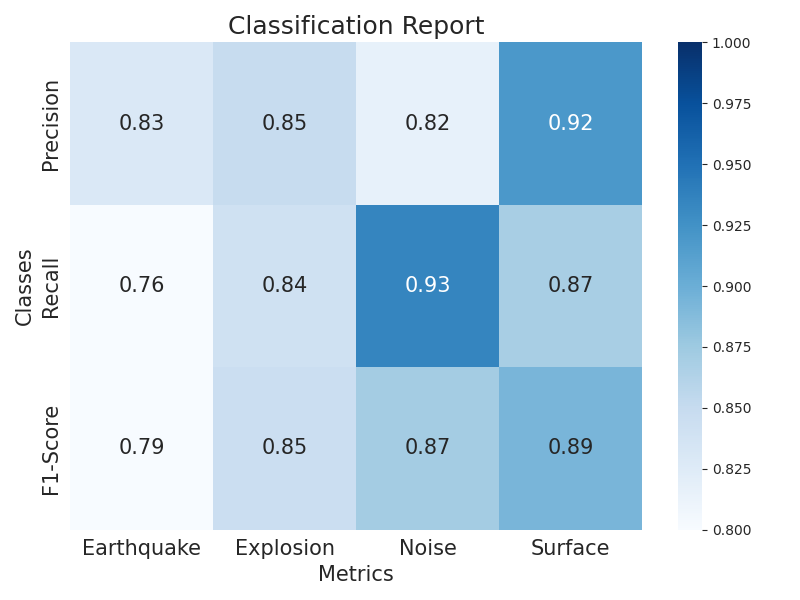 Classification Report
Precision
0.83 0.85 0.82 0.92
Classes
Recall
0.76 0.84 0.93 0.87
F1-Score
0.79 0.85 0.87 0.89
Earthquake Explosion Noise Surface
Metrics
1.000
0.975
0.950
0.925
0.900
0.875
0.850
0.825
0.800